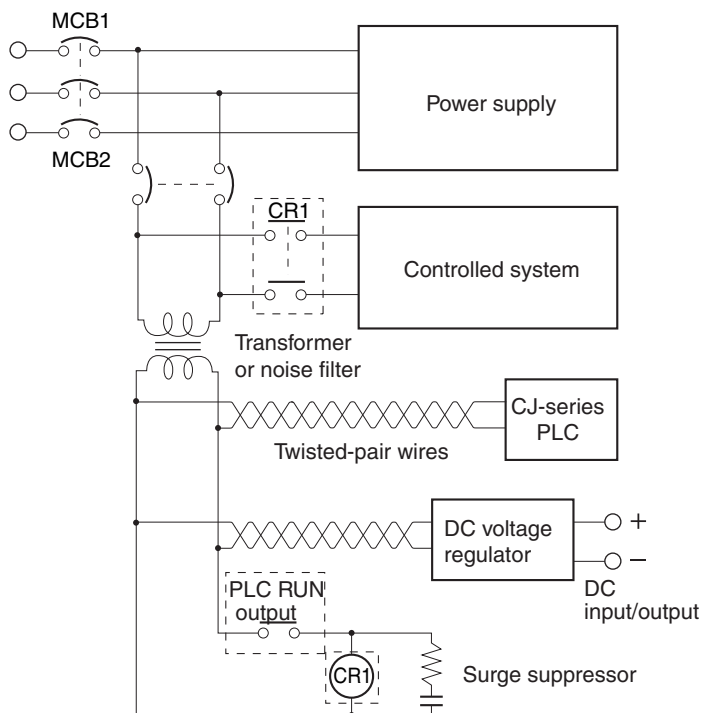 MCB1
Power supply
MCB2
CR1
Controlled system
Transformer
or noise filter
CJ-series
PLC
Twisted-pair wires
DC voltage
regulator
+
−
DC
input/output
PLC RUN
output
CR1
Surge suppressor